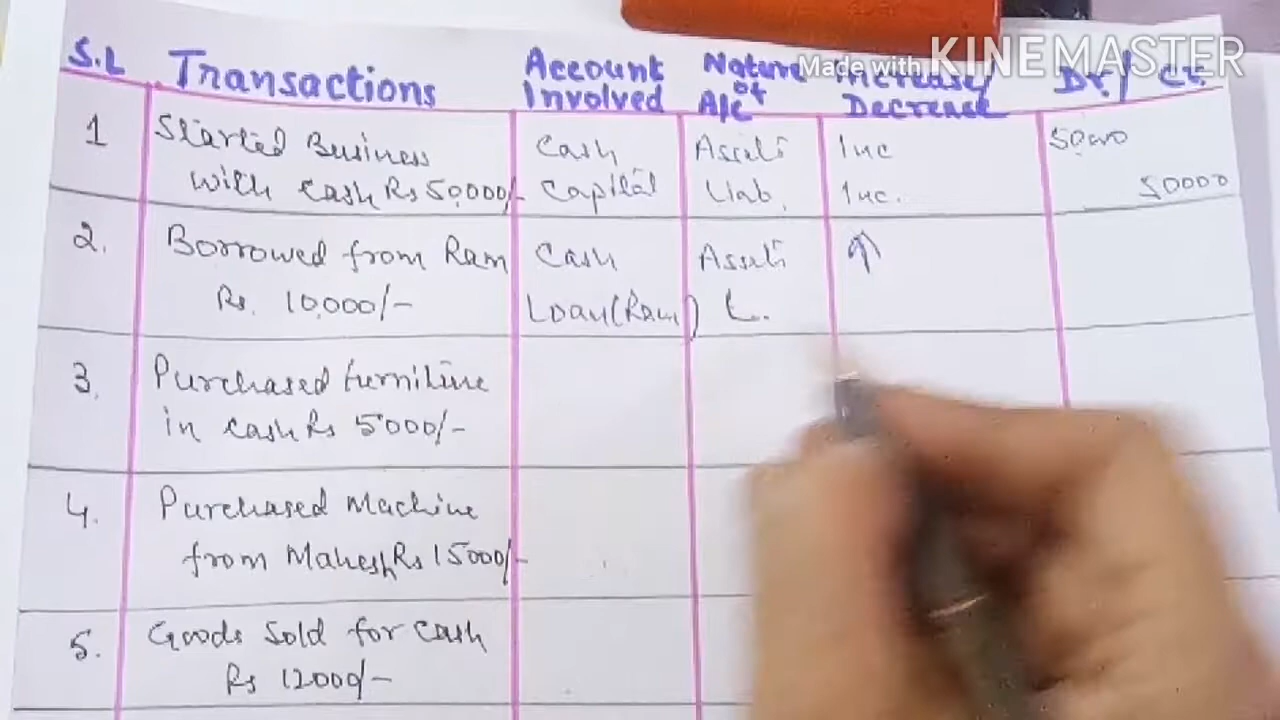 Made with KINEMASTER
S.L Transactions Account Involved Nature of A/c Increase/ Decrease Dr./ Cr.
1 Started Business Cash Assets Inc 50,000
with cash Rs 50,000/- Capital Liab. Inc. 50000
2. Borrowed from Ram Cash Assets ↑
Rs. 10,000/- Loan (Ram) L.
3. Purchased furniture
in cash Rs 5000/-
4. Purchased Machine
from Mahesh Rs 15000/-
5. Goods Sold for cash
Rs 12000/-